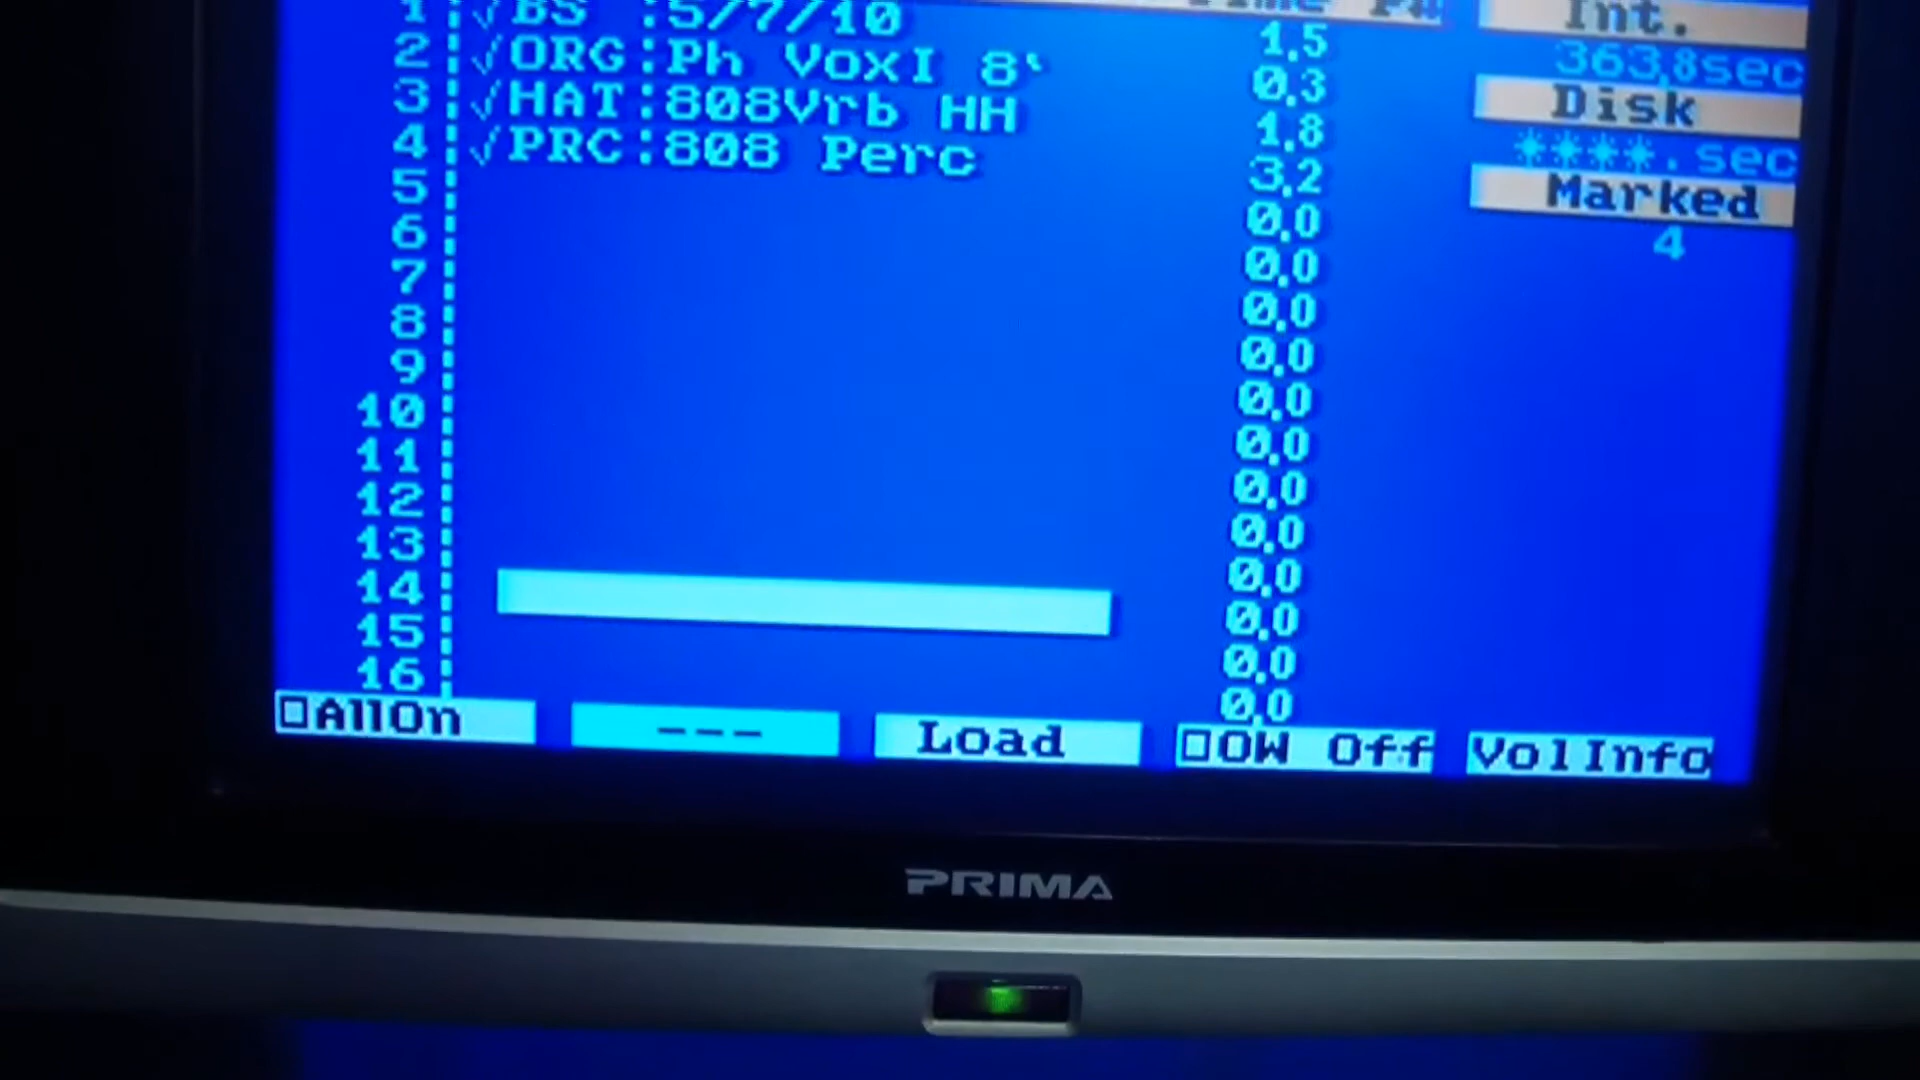 1 √BS :5/7/10 1.5 Int.
2 √ORG:Ph VoxI 8' 0.3 363.8sec
3 √HAT:808Vrb HH 1.8 Disk
4 √PRC:808 Perc 3.2 ****.sec
5 0.0 Marked
6 0.0 4
7 0.0
8 0.0
9 0.0
10 0.0
11 0.0
12 0.0
13 0.0
14 0.0
15 0.0
16 0.0
□AllOn --- Load □OW Off VolInfo
PRIMA